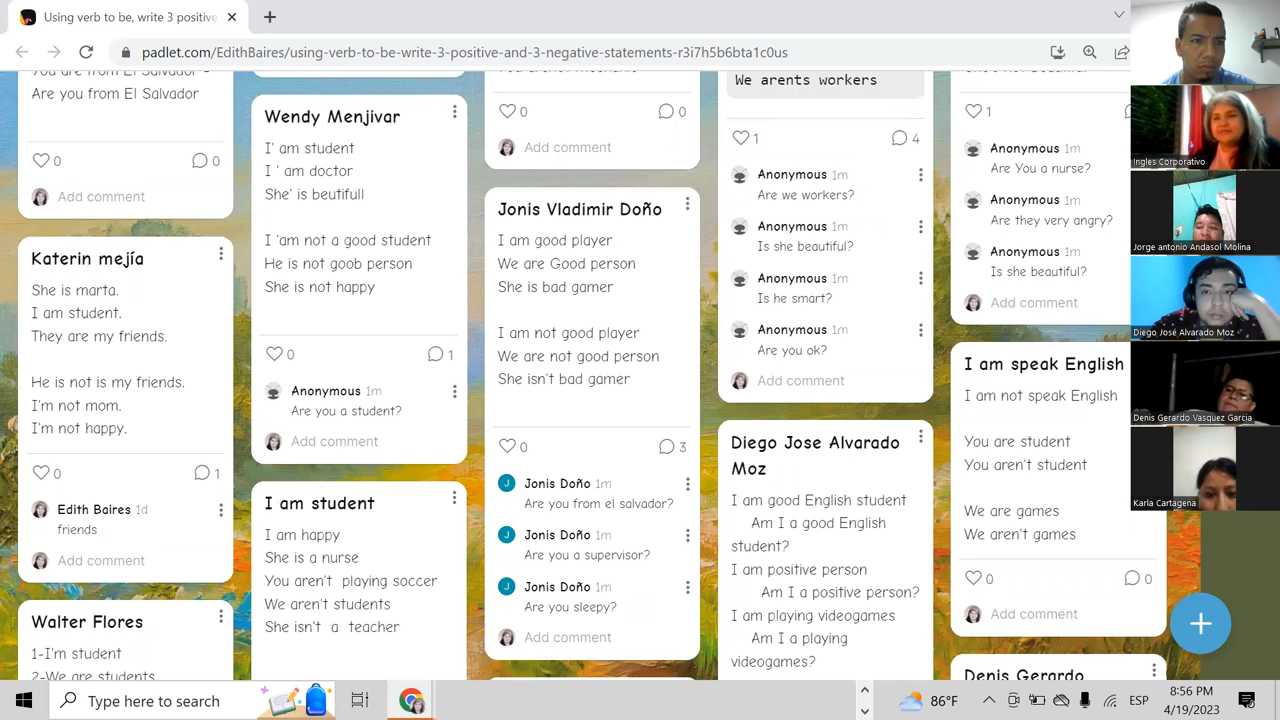 Using verb to be, write 3 positive
padlet.com/EdithBaires/using-verb-to-be-write-3-positive-and-3-negative-statements-r3i7h5b6bta1c0us
Are you from El Salvador
0
0
Add comment
Katerin mejía
She is marta.
I am student.
They are my friends.
He is not is my friends.
I'm not mom.
I'm not happy.
0
1
Edith Baires 1d
friends
Add comment
Walter Flores
1-I'm student
2-We are students
Wendy Menjivar
I' am student
I ' am doctor
She' is beutifull
I 'am not a good student
He is not goob person
She is not happy
0
1
Anonymous 1m
Are you a student?
Add comment
I am student
I am happy
She is a nurse
You aren't playing soccer
We aren't students
She isn't a teacher
0
0
Add comment
Jonis Vladimir Doño
I am good player
We are Good person
She is bad gamer
I am not good player
We are not good person
She isn't bad gamer
0
3
Jonis Doño 1m
Are you from el salvador?
Jonis Doño 1m
Are you a supervisor?
Jonis Doño 1m
Are you sleepy?
Add comment
We arents workers
1
4
Anonymous 1m
Are we workers?
Anonymous 1m
Is she beautiful?
Anonymous 1m
Is he smart?
Anonymous 1m
Are you ok?
Add comment
Diego Jose Alvarado
Moz
I am good English student
Am I a good English
student?
I am positive person
Am I a positive person?
I am playing videogames
Am I a playing
videogames?
1
Anonymous 1m
Are You a nurse?
Anonymous 1m
Are they very angry?
Anonymous 1m
Is she beautiful?
Add comment
I am speak English
I am not speak English
You are student
You aren't student
We are games
We aren't games
0
0
Add comment
Denis Gerardo
Ingles Corporativo
Jorge antonio Andasol Molina
Diego José Alvarado Moz
Denis Gerardo Vasquez Garcia
Karla Cartagena
Type here to search
86°F
ESP
8:56 PM
4/19/2023